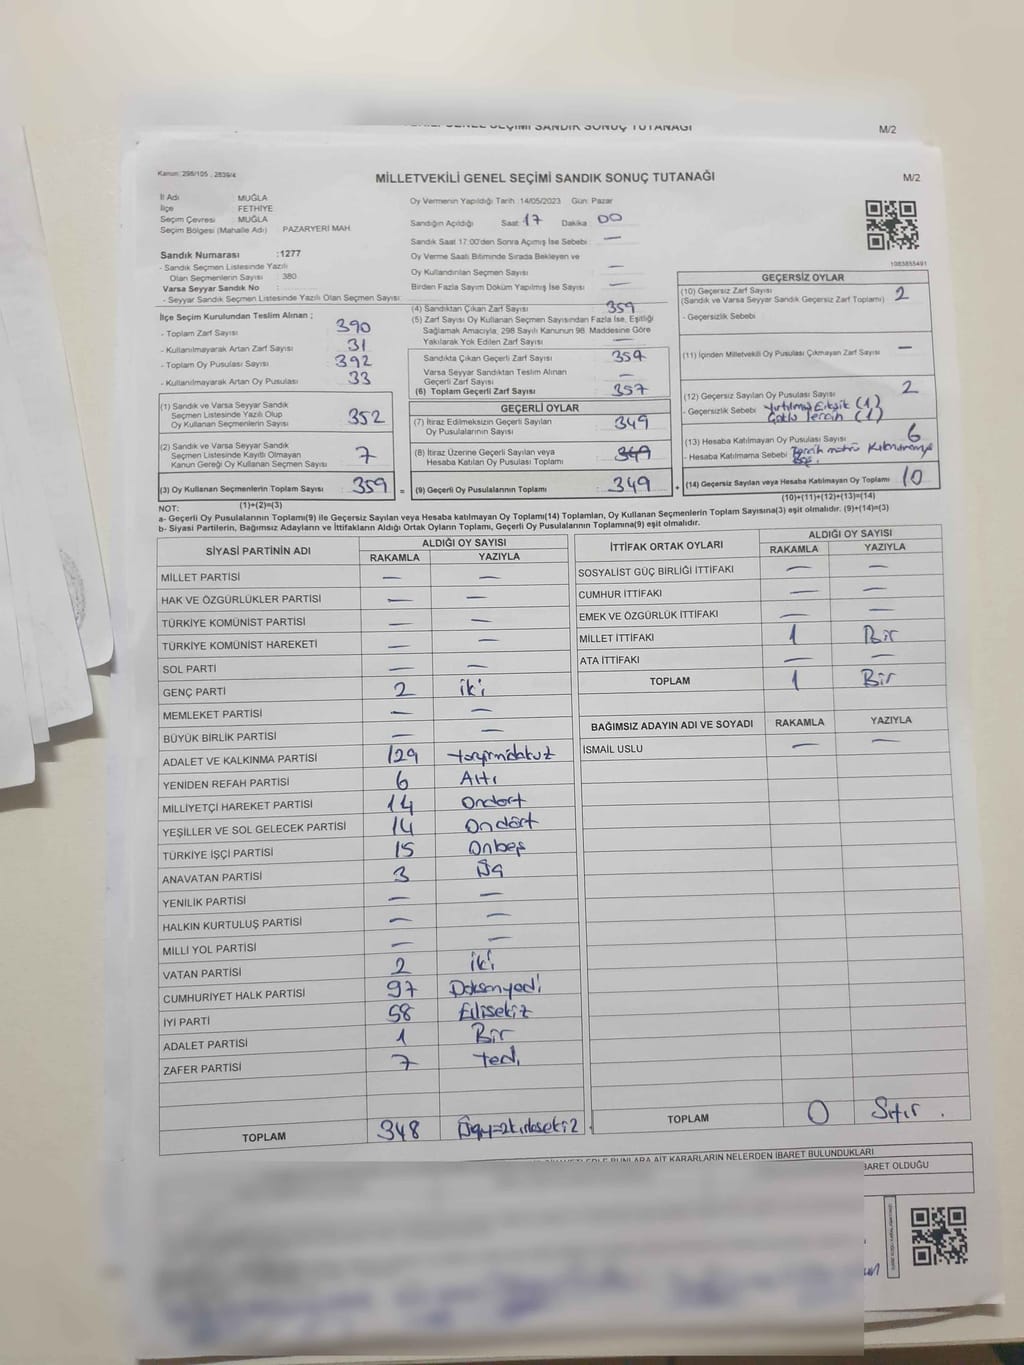 M/2
Kanun: 298/105 , 2839/4
MİLLETVEKİLİ GENEL SEÇİMİ SANDIK SONUÇ TUTANAĞI
M/2
İl Adı : MUĞLA
İlçe : FETHİYE
Seçim Çevresi : MUĞLA
Seçim Bölgesi (Mahalle Adı) : PAZARYERİ MAH.
Oy Vermenin Yapıldığı Tarih: 14/05/2023 Gün: Pazar
Sandığın Açıldığı Saat 17 Dakika 00
Sandık Saat 17:00'den Sonra Açılmış İse Sebebi : —
Oy Verme Saati Bitiminde Sırada Bekleyen ve
Oy Kullandırılan Seçmen Sayısı : —
Birden Fazla Sayım Döküm Yapılmış İse Sayısı : —
1083855491
Sandık Numarası :1277
- Sandık Seçmen Listesinde Yazılı
Olan Seçmenlerin Sayısı : 380
Varsa Seyyar Sandık No :
- Seyyar Sandık Seçmen Listesinde Yazılı Olan Seçmen Sayısı:
İlçe Seçim Kurulundan Teslim Alınan ;
- Toplam Zarf Sayısı : 390
- Kullanılmayarak Artan Zarf Sayısı : 31
- Toplam Oy Pusulası Sayısı : 392
- Kullanılmayarak Artan Oy Pusulası : 33
(1) Sandık ve Varsa Seyyar Sandık
Seçmen Listesinde Yazılı Olup
Oy Kullanan Seçmenlerin Sayısı : 352
(2) Sandık ve Varsa Seyyar Sandık
Seçmen Listesinde Kayıtlı Olmayan
Kanun Gereği Oy Kullanan Seçmen Sayısı : 7
(3) Oy Kullanan Seçmenlerin Toplam Sayısı : 359
(1)+(2)=(3)
(4) Sandıktan Çıkan Zarf Sayısı : 359
(5) Zarf Sayısı Oy Kullanan Seçmen Sayısından Fazla İse, Eşitliği
Sağlamak Amacıyla, 298 Sayılı Kanunun 98. Maddesine Göre
Yakılarak Yok Edilen Zarf Sayısı : —
Sandıkta Çıkan Geçerli Zarf Sayısı :
Varsa Seyyar Sandıktan Teslim Alınan
Geçerli Zarf Sayısı : —
(6) Toplam Geçerli Zarf Sayısı : 357
GEÇERLİ OYLAR
(7) İtiraz Edilmeksizin Geçerli Sayılan
Oy Pusulalarının Sayısı : 349
(8) İtiraz Üzerine Geçerli Sayılan veya
Hesaba Katılan Oy Pusulası Toplamı : 349
= (9) Geçerli Oy Pusulalarının Toplamı : 349
GEÇERSİZ OYLAR
(10) Geçersiz Zarf Sayısı : 2
(Sandık ve Varsa Seyyar Sandık Geçersiz Zarf Toplamı)
- Geçersizlik Sebebi :
(11) İçinden Milletvekili Oy Pusulası Çıkmayan Zarf Sayısı : —
(12) Geçersiz Sayılan Oy Pusulası Sayısı : 2
- Geçersizlik Sebebi : (1)
(1)
(13) Hesaba Katılmayan Oy Pusulası Sayısı : 6
- Hesaba Katılmama Sebebi :
+ (14) Geçersiz Sayılan veya Hesaba Katılmayan Oy Toplamı : 10
(10)+(11)+(12)+(13)=(14)
NOT:
a- Geçerli Oy Pusulalarının Toplamı(9) ile Geçersiz Sayılan veya Hesaba katılmayan Oy Toplamı(14) Toplamları, Oy Kullanan Seçmenlerin Toplam Sayısına(3) eşit olmalıdır. (9)+(14)=(3)
b- Siyasi Partilerin, Bağımsız Adayların ve İttifakların Aldığı Ortak Oyların Toplamı, Geçerli Oy Pusulalarının Toplamına(9) eşit olmalıdır.
SİYASİ PARTİNİN ADI ALDIĞI OY SAYISI
RAKAMLA YAZIYLA
MİLLET PARTİSİ — —
HAK VE ÖZGÜRLÜKLER PARTİSİ — —
TÜRKİYE KOMÜNİST PARTİSİ — —
TÜRKİYE KOMÜNİST HAREKETİ — —
SOL PARTİ — —
GENÇ PARTİ 2 iki
MEMLEKET PARTİSİ — —
BÜYÜK BİRLİK PARTİSİ — —
ADALET VE KALKINMA PARTİSİ 129
YENİDEN REFAH PARTİSİ 6 Altı
MİLLİYETÇİ HAREKET PARTİSİ 14 Ondört
YEŞİLLER VE SOL GELECEK PARTİSİ 14 Ondört
TÜRKİYE İŞÇİ PARTİSİ 15 Onbeş
ANAVATAN PARTİSİ 3 Üç
YENİLİK PARTİSİ — —
HALKIN KURTULUŞ PARTİSİ — —
MİLLİ YOL PARTİSİ — —
VATAN PARTİSİ 2 iki
CUMHURİYET HALK PARTİSİ 97 Doksanyedi
İYİ PARTİ 58 Ellisekiz
ADALET PARTİSİ 1 Bir
ZAFER PARTİSİ 7 Yedi
TOPLAM 348
İTTİFAK ORTAK OYLARI ALDIĞI OY SAYISI
RAKAMLA YAZIYLA
SOSYALİST GÜÇ BİRLİĞİ İTTİFAKI — —
CUMHUR İTTİFAKI — —
EMEK VE ÖZGÜRLÜK İTTİFAKI — —
MİLLET İTTİFAKI 1 Bir
ATA İTTİFAKI — —
TOPLAM 1 Bir
BAĞIMSIZ ADAYIN ADI VE SOYADI RAKAMLA YAZIYLA
İSMAİL USLU — —
TOPLAM 0 Sıfır .
BUNLARA AİT KARARLARIN NELERDEN İBARET BULUNDUKLARI
İBARET OLDUĞU